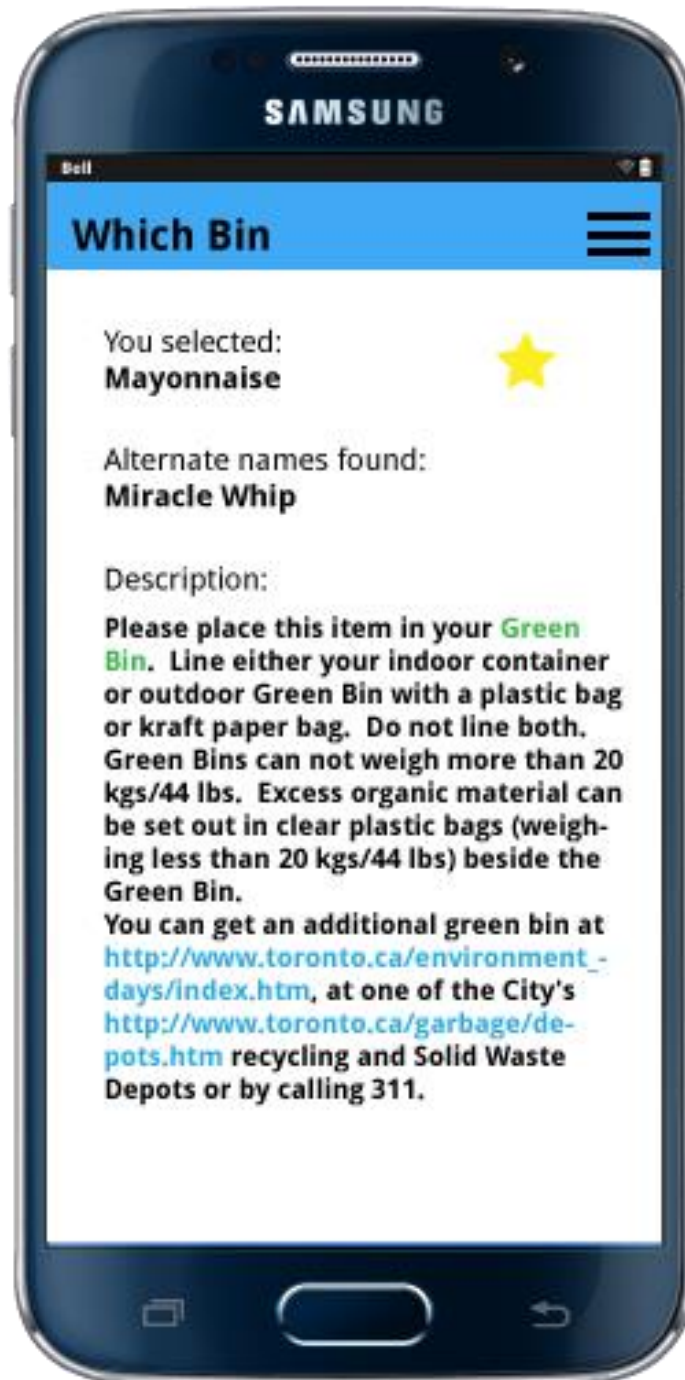 SAMSUNG
Bell
Which Bin
You selected:
Mayonnaise
Alternate names found:
Miracle Whip
Description:
Please place this item in your Green
Bin.  Line either your indoor container
or outdoor Green Bin with a plastic bag
or kraft paper bag.  Do not line both.
Green Bins can not weigh more than 20
kgs/44 lbs.  Excess organic material can
be set out in clear plastic bags (weigh-
ing less than 20 kgs/44 lbs) beside the
Green Bin.
You can get an additional green bin at
http://www.toronto.ca/environment_-
days/index.htm, at one of the City's
http://www.toronto.ca/garbage/de-
pots.htm recycling and Solid Waste
Depots or by calling 311.